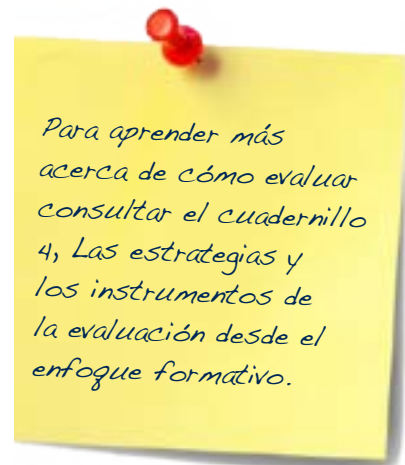 Para aprender más
acerca de cómo evaluar
consultar el cuadernillo
4, Las estrategias y
los instrumentos de
la evaluación desde el
enfoque formativo.